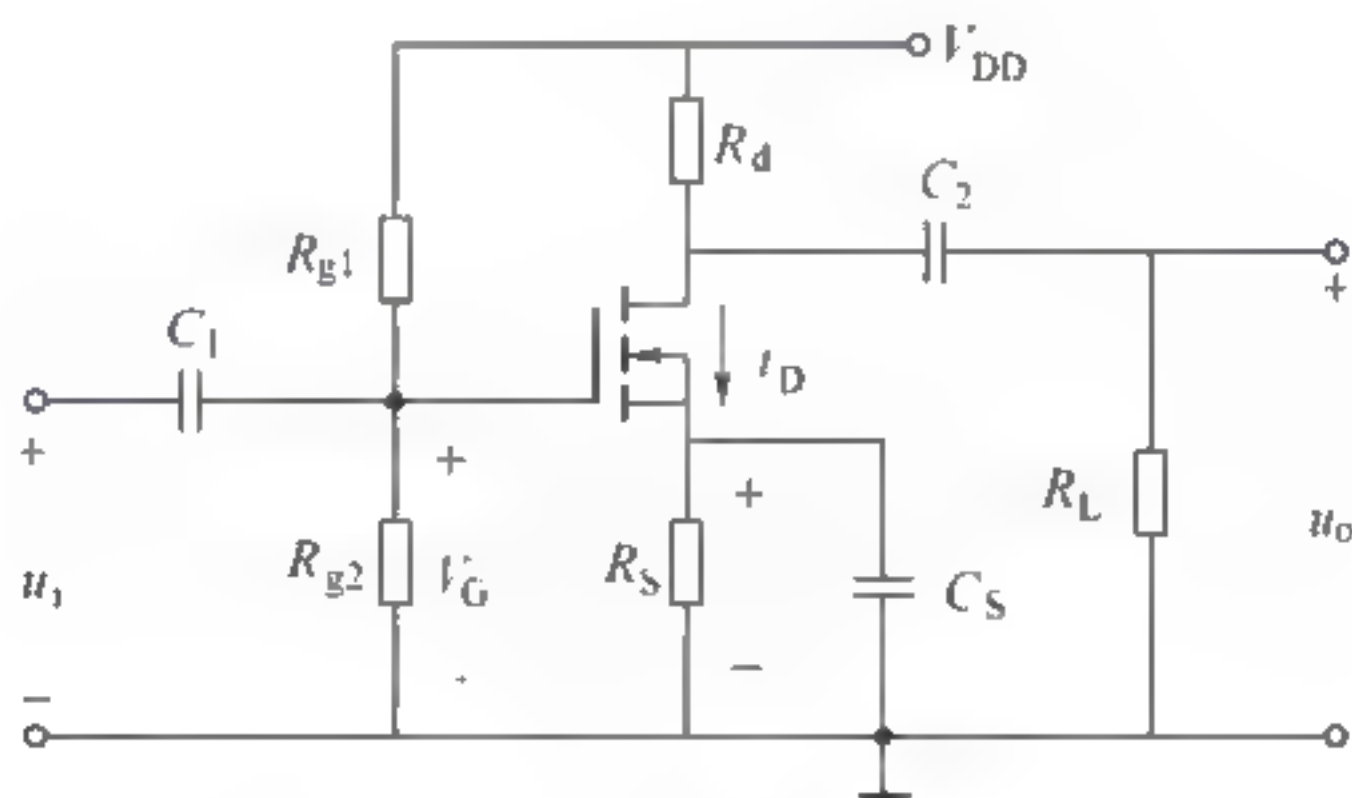 V_DD
R_d
C_2
R_g1
C_1
+
i_D
+
+
+
R_L
R_g2
V_G
R_S
C_S
u_i
u_o
−
−